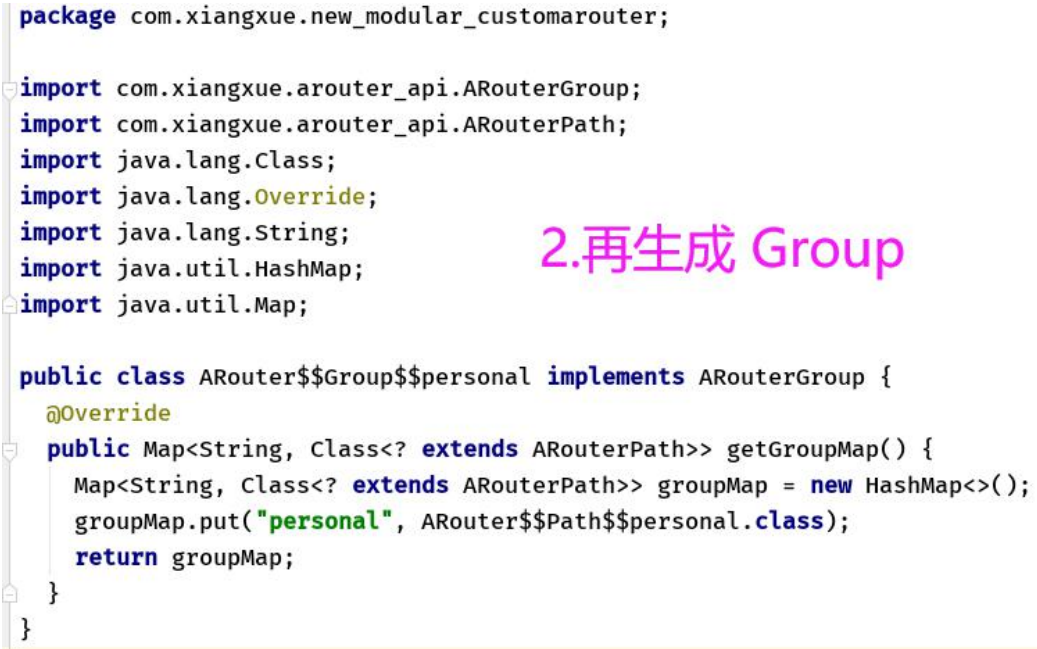 package com.xiangxue.new_modular_customarouter;
import com.xiangxue.arouter_api.ARouterGroup;
import com.xiangxue.arouter_api.ARouterPath;
import java.lang.Class;
import java.lang.Override;
import java.lang.String;
import java.util.HashMap;
import java.util.Map;
2.再生成 Group
public class ARouter$$Group$$personal implements ARouterGroup {
  @Override
  public Map<String, Class<? extends ARouterPath>> getGroupMap() {
    Map<String, Class<? extends ARouterPath>> groupMap = new HashMap<>();
    groupMap.put("personal", ARouter$$Path$$personal.class);
    return groupMap;
  }
}